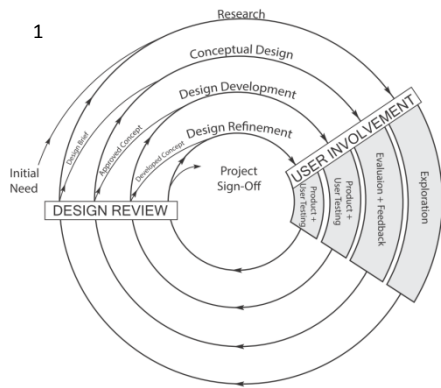 1
Research
Conceptual Design
Design Development
Design Refinement
Design Brief
Approved Concept
Developed Concept
Initial
Need
Project
Sign-Off
DESIGN REVIEW
USER INVOLVEMENT
Product +
User Testing
Product +
User Testing
Evaluaion + Feedback
Exploration